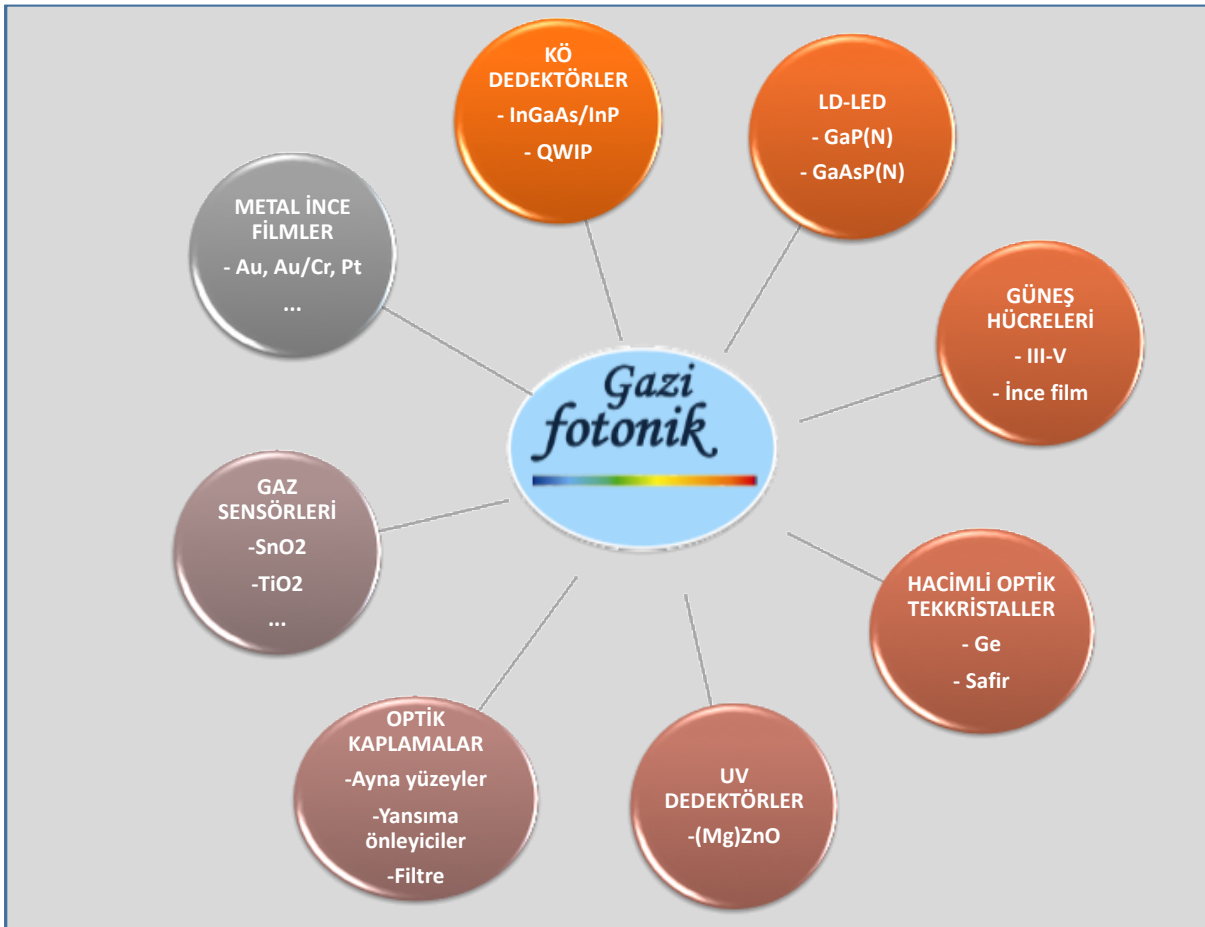 Gazi
fotonik
KÖ
DEDEKTÖRLER
- InGaAs/InP
- QWIP
LD-LED
- GaP(N)
- GaAsP(N)
GÜNEŞ
HÜCRELERİ
- III-V
- İnce film
HACİMLİ OPTİK
TEKKRİSTALLER
- Ge
- Safir
UV
DEDEKTÖRLER
-(Mg)ZnO
OPTİK
KAPLAMALAR
-Ayna yüzeyler
-Yansıma
önleyiciler
-Filtre
GAZ
SENSÖRLERİ
-SnO2
-TiO2
...
METAL İNCE
FİLMLER
- Au, Au/Cr, Pt
...